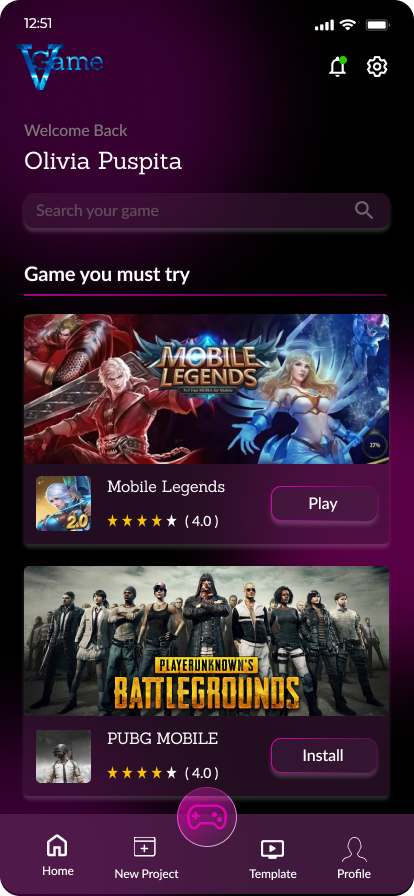 12:51
VGame
Welcome Back
Olivia Puspita
Search your game
Game you must try
MOBILE
LEGENDS
5v5 Fair MOBA for Mobile
27%
2.0
Mobile Legends
( 4.0 )
Play
PLAYERUNKNOWN'S
BATTLEGROUNDS
PUBG MOBILE
( 4.0 )
Install
Home
New Project
Template
Profile